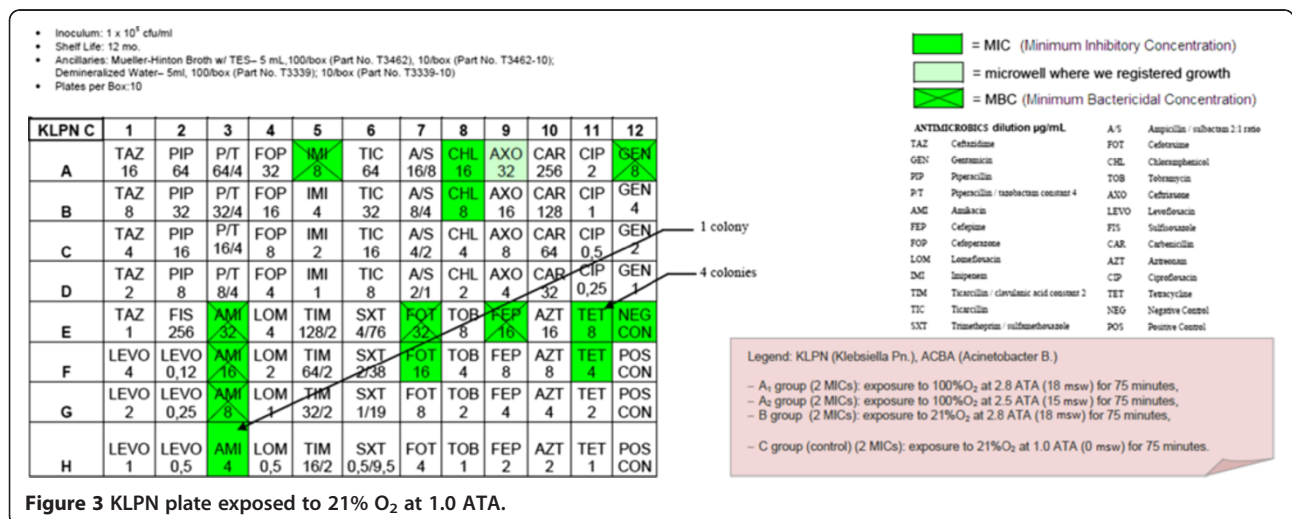 • Inoculum: 1 x 10⁵ cfu/ml
• Shelf Life: 12 mo.
• Ancillaries: Mueller-Hinton Broth w/ TES– 5 mL,100/box (Part No. T3462), 10/box (Part No. T3462-10);
Demineralized Water– 5ml, 100/box (Part No. T3339); 10/box (Part No. T3339-10)
• Plates per Box:10
= MIC (Minimum Inhibitory Concentration)
= microwell where we registered growth
= MBC (Minimum Bactericidal Concentration)
KLPN C 1 2 3 4 5 6 7 8 9 10 11 12
A TAZ 16 PIP 64 P/T 64/4 FOP 32 IMI 8 TIC 64 A/S 16/8 CHL 16 AXO 32 CAR 256 CIP 2 GEN 8
B TAZ 8 PIP 32 P/T 32/4 FOP 16 IMI 4 TIC 32 A/S 8/4 CHL 8 AXO 16 CAR 128 CIP 1 GEN 4
C TAZ 4 PIP 16 P/T 16/4 FOP 8 IMI 2 TIC 16 A/S 4/2 CHL 4 AXO 8 CAR 64 CIP 0,5 GEN 2
D TAZ 2 PIP 8 P/T 8/4 FOP 4 IMI 1 TIC 8 A/S 2/1 CHL 2 AXO 4 CAR 32 CIP 0,25 GEN 1
E TAZ 1 FIS 256 AMI 32 LOM 4 TIM 128/2 SXT 4/76 FOT 32 TOB 8 FEP 16 AZT 16 TET 8 NEG CON
F LEVO 4 LEVO 0,12 AMI 16 LOM 2 TIM 64/2 SXT 2/38 FOT 16 TOB 4 FEP 8 AZT 8 TET 4 POS CON
G LEVO 2 LEVO 0,25 AMI 8 LOM 1 TIM 32/2 SXT 1/19 FOT 8 TOB 2 FEP 4 AZT 4 TET 2 POS CON
H LEVO 1 LEVO 0,5 AMI 4 LOM 0,5 TIM 16/2 SXT 0,5/9,5 FOT 4 TOB 1 FEP 2 AZT 2 TET 1 POS CON
1 colony
4 colonies
ANTIMICROBICS dilution µg/mL
TAZ Ceftazidime
GEN Gentamicin
PIP Piperacillin
P/T Piperacillin / tazobactam constant 4
AMI Amikacin
FEP Cefepime
FOP Cefoperazone
LOM Lomefloxacin
IMI Imipenem
TIM Ticarcillin / clavulanic acid constant 2
TIC Ticarcillin
SXT Trimethoprim / sulfamethoxazole
A/S Ampicillin / sulbactam 2:1 ratio
FOT Cefotaxime
CHL Chloramphenicol
TOB Tobramycin
AXO Ceftriaxone
LEVO Levofloxacin
FIS Sulfisoxazole
CAR Carbenicillin
AZT Aztreonam
CIP Ciprofloxacin
TET Tetracycline
NEG Negative Control
POS Positive Control
Legend: KLPN (Klebsiella Pn.), ACBA (Acinetobacter B.)
– A₁ group (2 MICs): exposure to 100%O₂ at 2.8 ATA (18 msw) for 75 minutes,
– A₂ group (2 MICs): exposure to 100%O₂ at 2.5 ATA (15 msw) for 75 minutes,
– B group (2 MICs): exposure to 21%O₂ at 2.8 ATA (18 msw) for 75 minutes,
– C group (control) (2 MICs): exposure to 21%O₂ at 1.0 ATA (0 msw) for 75 minutes.
Figure 3 KLPN plate exposed to 21% O₂ at 1.0 ATA.